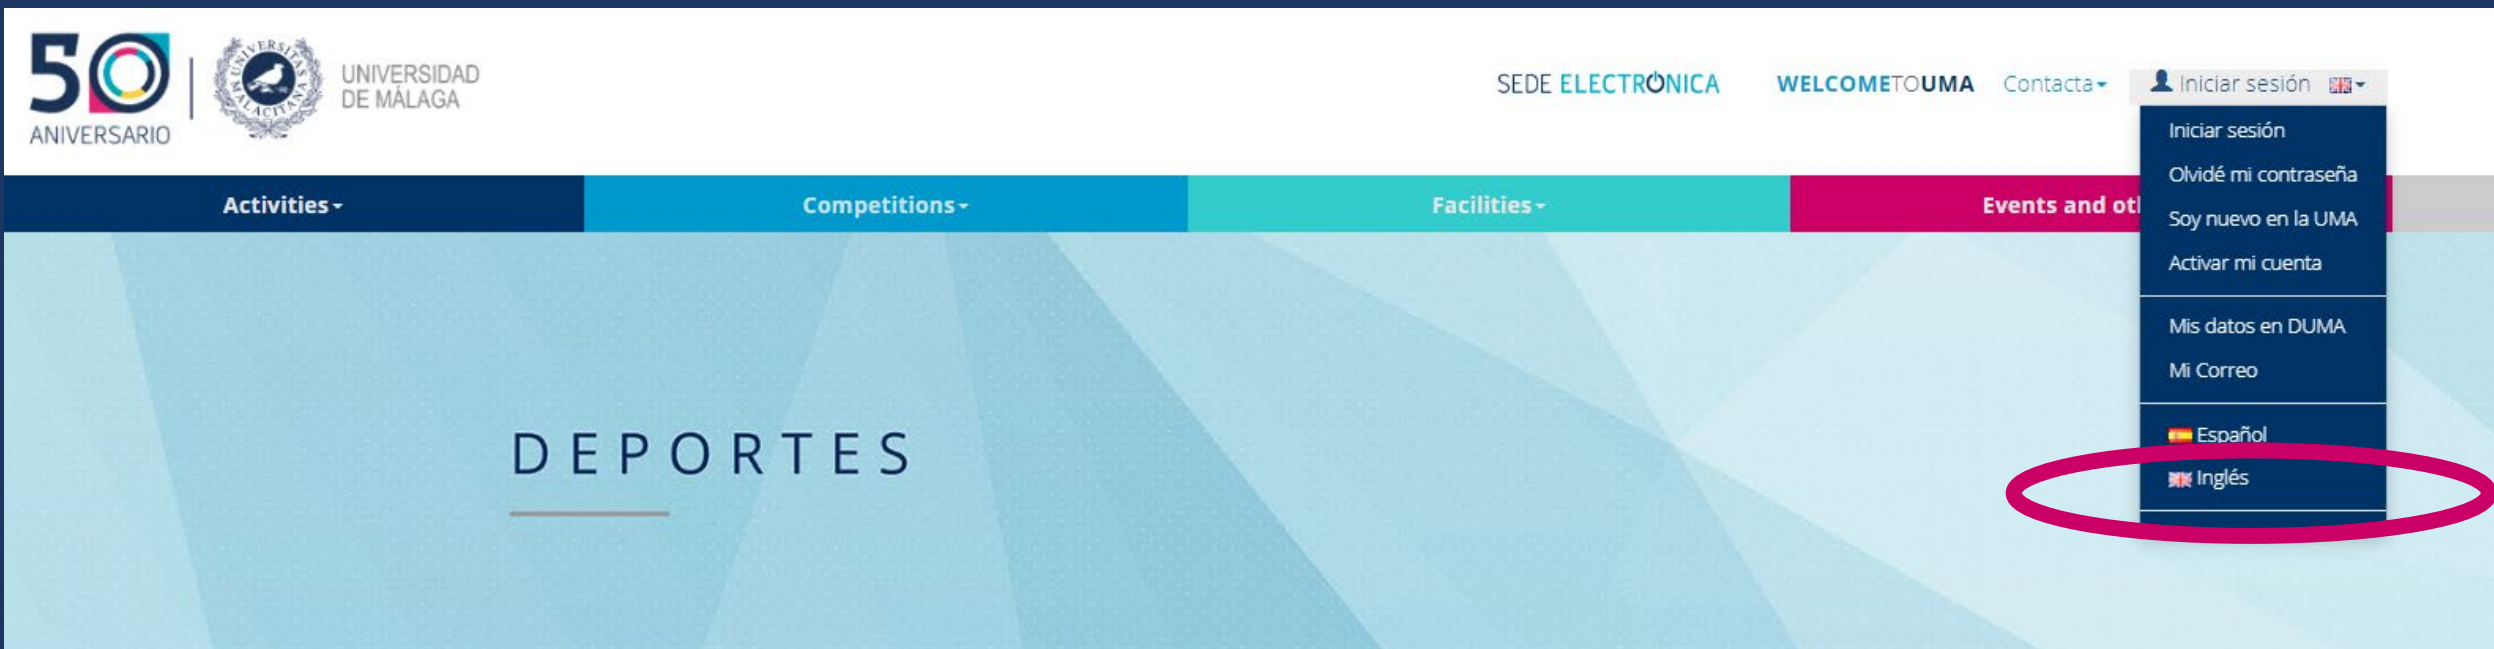 50
ANIVERSARIO
UNIVERSITAS MALACITANA
UNIVERSIDAD
DE MÁLAGA
SEDE ELECTRÓNICA
WELCOMETOUMA
Contacta
Iniciar sesión
Iniciar sesión
Olvidé mi contraseña
Soy nuevo en la UMA
Activar mi cuenta
Mis datos en DUMA
Mi Correo
Español
Inglés
Activities
Competitions
Facilities
Events and
DEPORTES